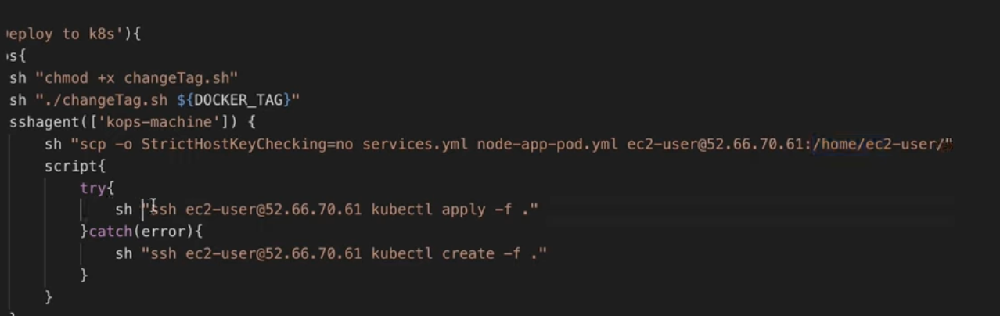 eploy to k8s'){
s{
sh "chmod +x changeTag.sh"
sh "./changeTag.sh ${DOCKER_TAG}"
sshagent(['kops-machine']) {
sh "scp -o StrictHostKeyChecking=no services.yml node-app-pod.yml ec2-user@52.66.70.61:/home/ec2-user/"
script{
try{
sh "ssh ec2-user@52.66.70.61 kubectl apply -f ."
}catch(error){
sh "ssh ec2-user@52.66.70.61 kubectl create -f ."
}
}
}